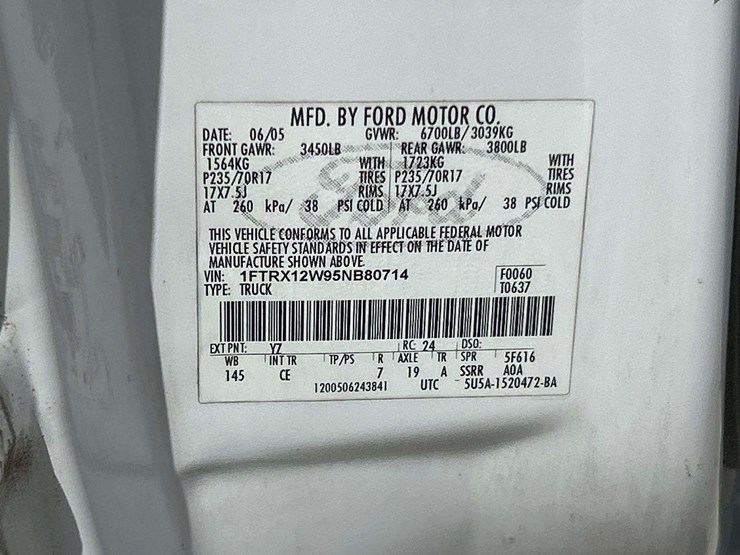 MFD. BY FORD MOTOR CO.
DATE: 06/05 GVWR: 6700LB/3039KG
FRONT GAWR: 3450LB REAR GAWR: 3800LB
1564KG WITH 1723KG WITH
P235/70R17 TIRES P235/70R17 TIRES
17X7.5J RIMS 17X7.5J RIMS
AT 260 kPa/ 38 PSI COLD AT 260 kPa/ 38 PSI COLD
THIS VEHICLE CONFORMS TO ALL APPLICABLE FEDERAL MOTOR
VEHICLE SAFETY STANDARDS IN EFFECT ON THE DATE OF
MANUFACTURE SHOWN ABOVE.
VIN: 1FTRX12W95NB80714 F0060
TYPE: TRUCK T0637
EXT PNT: YZ RC: 24 DSO:
WB INT TR TP/PS R AXLE TR SPR 5F616
145 CE 7 19 A SSRR A0A
1200506243841 UTC 5U5A-1520472-BA
Ford